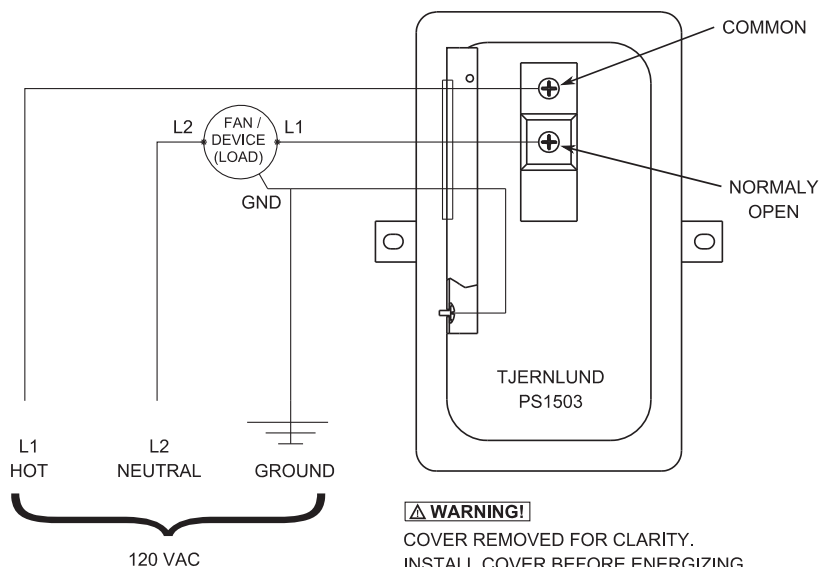 COMMON
L2
FAN /
DEVICE
(LOAD)
L1
GND
NORMALY
OPEN
TJERNLUND
PS1503
L1
HOT
L2
NEUTRAL
GROUND
120 VAC
⚠ WARNING!
COVER REMOVED FOR CLARITY.
INSTALL COVER BEFORE ENERGIZING